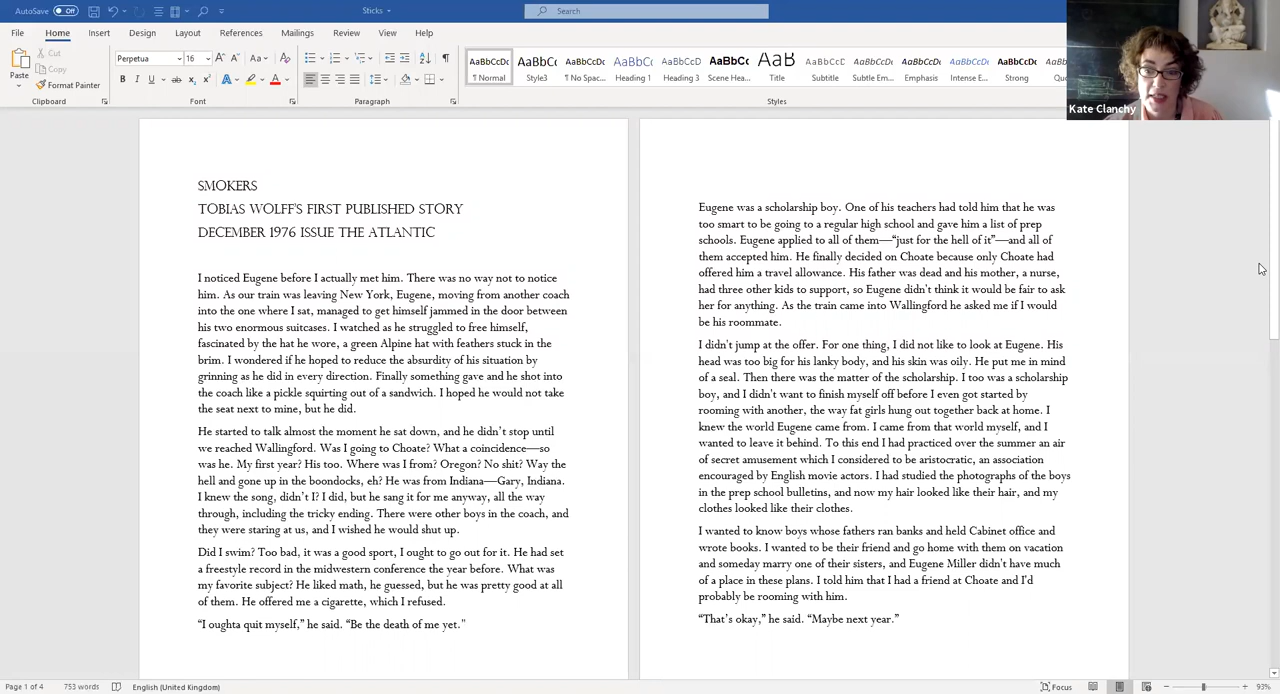 AutoSave Off
Sticks
Search
File Home Insert Design Layout References Mailings Review View Help
Paste
Cut
Copy
Format Painter
Clipboard
Perpetua 16
Font
Paragraph
AaBbCcDc AaBbCc AaBbCcDc AaBbCc AaBbCcD AaBbCc AaB AaBbCcD AaBbCcDc AaBbCcDc AaBbCcDc AaBbCcDc
Normal Style3 No Spac... Heading 1 Heading 3 Scene Hea... Title Subtitle Subtle Em... Emphasis Intense E... Strong
Styles
Kate Clanchy
SMOKERS
TOBIAS WOLFF'S FIRST PUBLISHED STORY
DECEMBER 1976 ISSUE THE ATLANTIC
I noticed Eugene before I actually met him. There was no way not to notice
him. As our train was leaving New York, Eugene, moving from another coach
into the one where I sat, managed to get himself jammed in the door between
his two enormous suitcases. I watched as he struggled to free himself,
fascinated by the hat he wore, a green Alpine hat with feathers stuck in the
brim. I wondered if he hoped to reduce the absurdity of his situation by
grinning as he did in every direction. Finally something gave and he shot into
the coach like a pickle squirting out of a sandwich. I hoped he would not take
the seat next to mine, but he did.
He started to talk almost the moment he sat down, and he didn't stop until
we reached Wallingford. Was I going to Choate? What a coincidence—so
was he. My first year? His too. Where was I from? Oregon? No shit? Way the
hell and gone up in the boondocks, eh? He was from Indiana—Gary, Indiana.
I knew the song, didn't I? I did, but he sang it for me anyway, all the way
through, including the tricky ending. There were other boys in the coach, and
they were staring at us, and I wished he would shut up.
Did I swim? Too bad, it was a good sport, I ought to go out for it. He had set
a freestyle record in the midwestern conference the year before. What was
my favorite subject? He liked math, he guessed, but he was pretty good at all
of them. He offered me a cigarette, which I refused.
“I oughta quit myself,” he said. “Be the death of me yet."
Eugene was a scholarship boy. One of his teachers had told him that he was
too smart to be going to a regular high school and gave him a list of prep
schools. Eugene applied to all of them—“just for the hell of it”—and all of
them accepted him. He finally decided on Choate because only Choate had
offered him a travel allowance. His father was dead and his mother, a nurse,
had three other kids to support, so Eugene didn't think it would be fair to ask
her for anything. As the train came into Wallingford he asked me if I would
be his roommate.
I didn't jump at the offer. For one thing, I did not like to look at Eugene. His
head was too big for his lanky body, and his skin was oily. He put me in mind
of a seal. Then there was the matter of the scholarship. I too was a scholarship
boy, and I didn't want to finish myself off before I even got started by
rooming with another, the way fat girls hung out together back at home. I
knew the world Eugene came from. I came from that world myself, and I
wanted to leave it behind. To this end I had practiced over the summer an air
of secret amusement which I considered to be aristocratic, an association
encouraged by English movie actors. I had studied the photographs of the boys
in the prep school bulletins, and now my hair looked like their hair, and my
clothes looked like their clothes.
I wanted to know boys whose fathers ran banks and held Cabinet office and
wrote books. I wanted to be their friend and go home with them on vacation
and someday marry one of their sisters, and Eugene Miller didn't have much
of a place in these plans. I told him that I had a friend at Choate and I'd
probably be rooming with him.
“That's okay,” he said. “Maybe next year.”
Page 1 of 4 753 words English (United Kingdom) Focus 93%